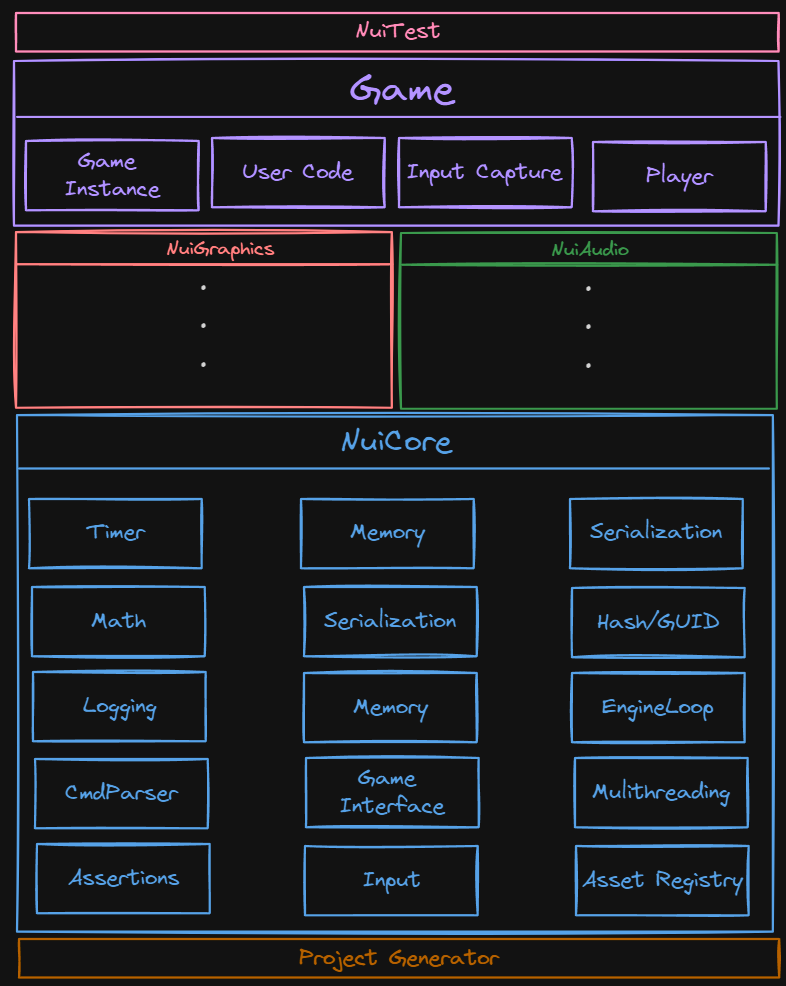 NuiTest
Game
Game
Instance
User Code
Input Capture
Player
NuiGraphics
NuiAudio
NuiCore
Timer
Memory
Serialization
Math
Serialization
Hash/GUID
Logging
Memory
EngineLoop
CmdParser
Game
Interface
Mulithreading
Assertions
Input
Asset Registry
Project Generator